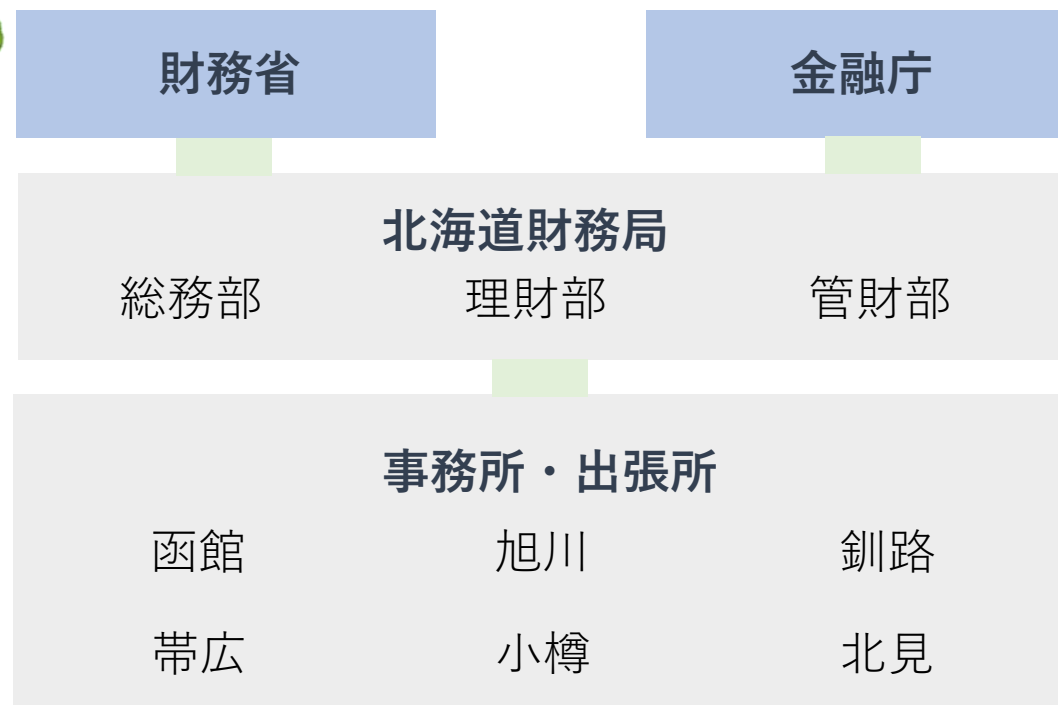 財務省 金融庁
北海道財務局
総務部 理財部 管財部
事務所・出張所
函館 旭川 釧路
帯広 小樽 北見